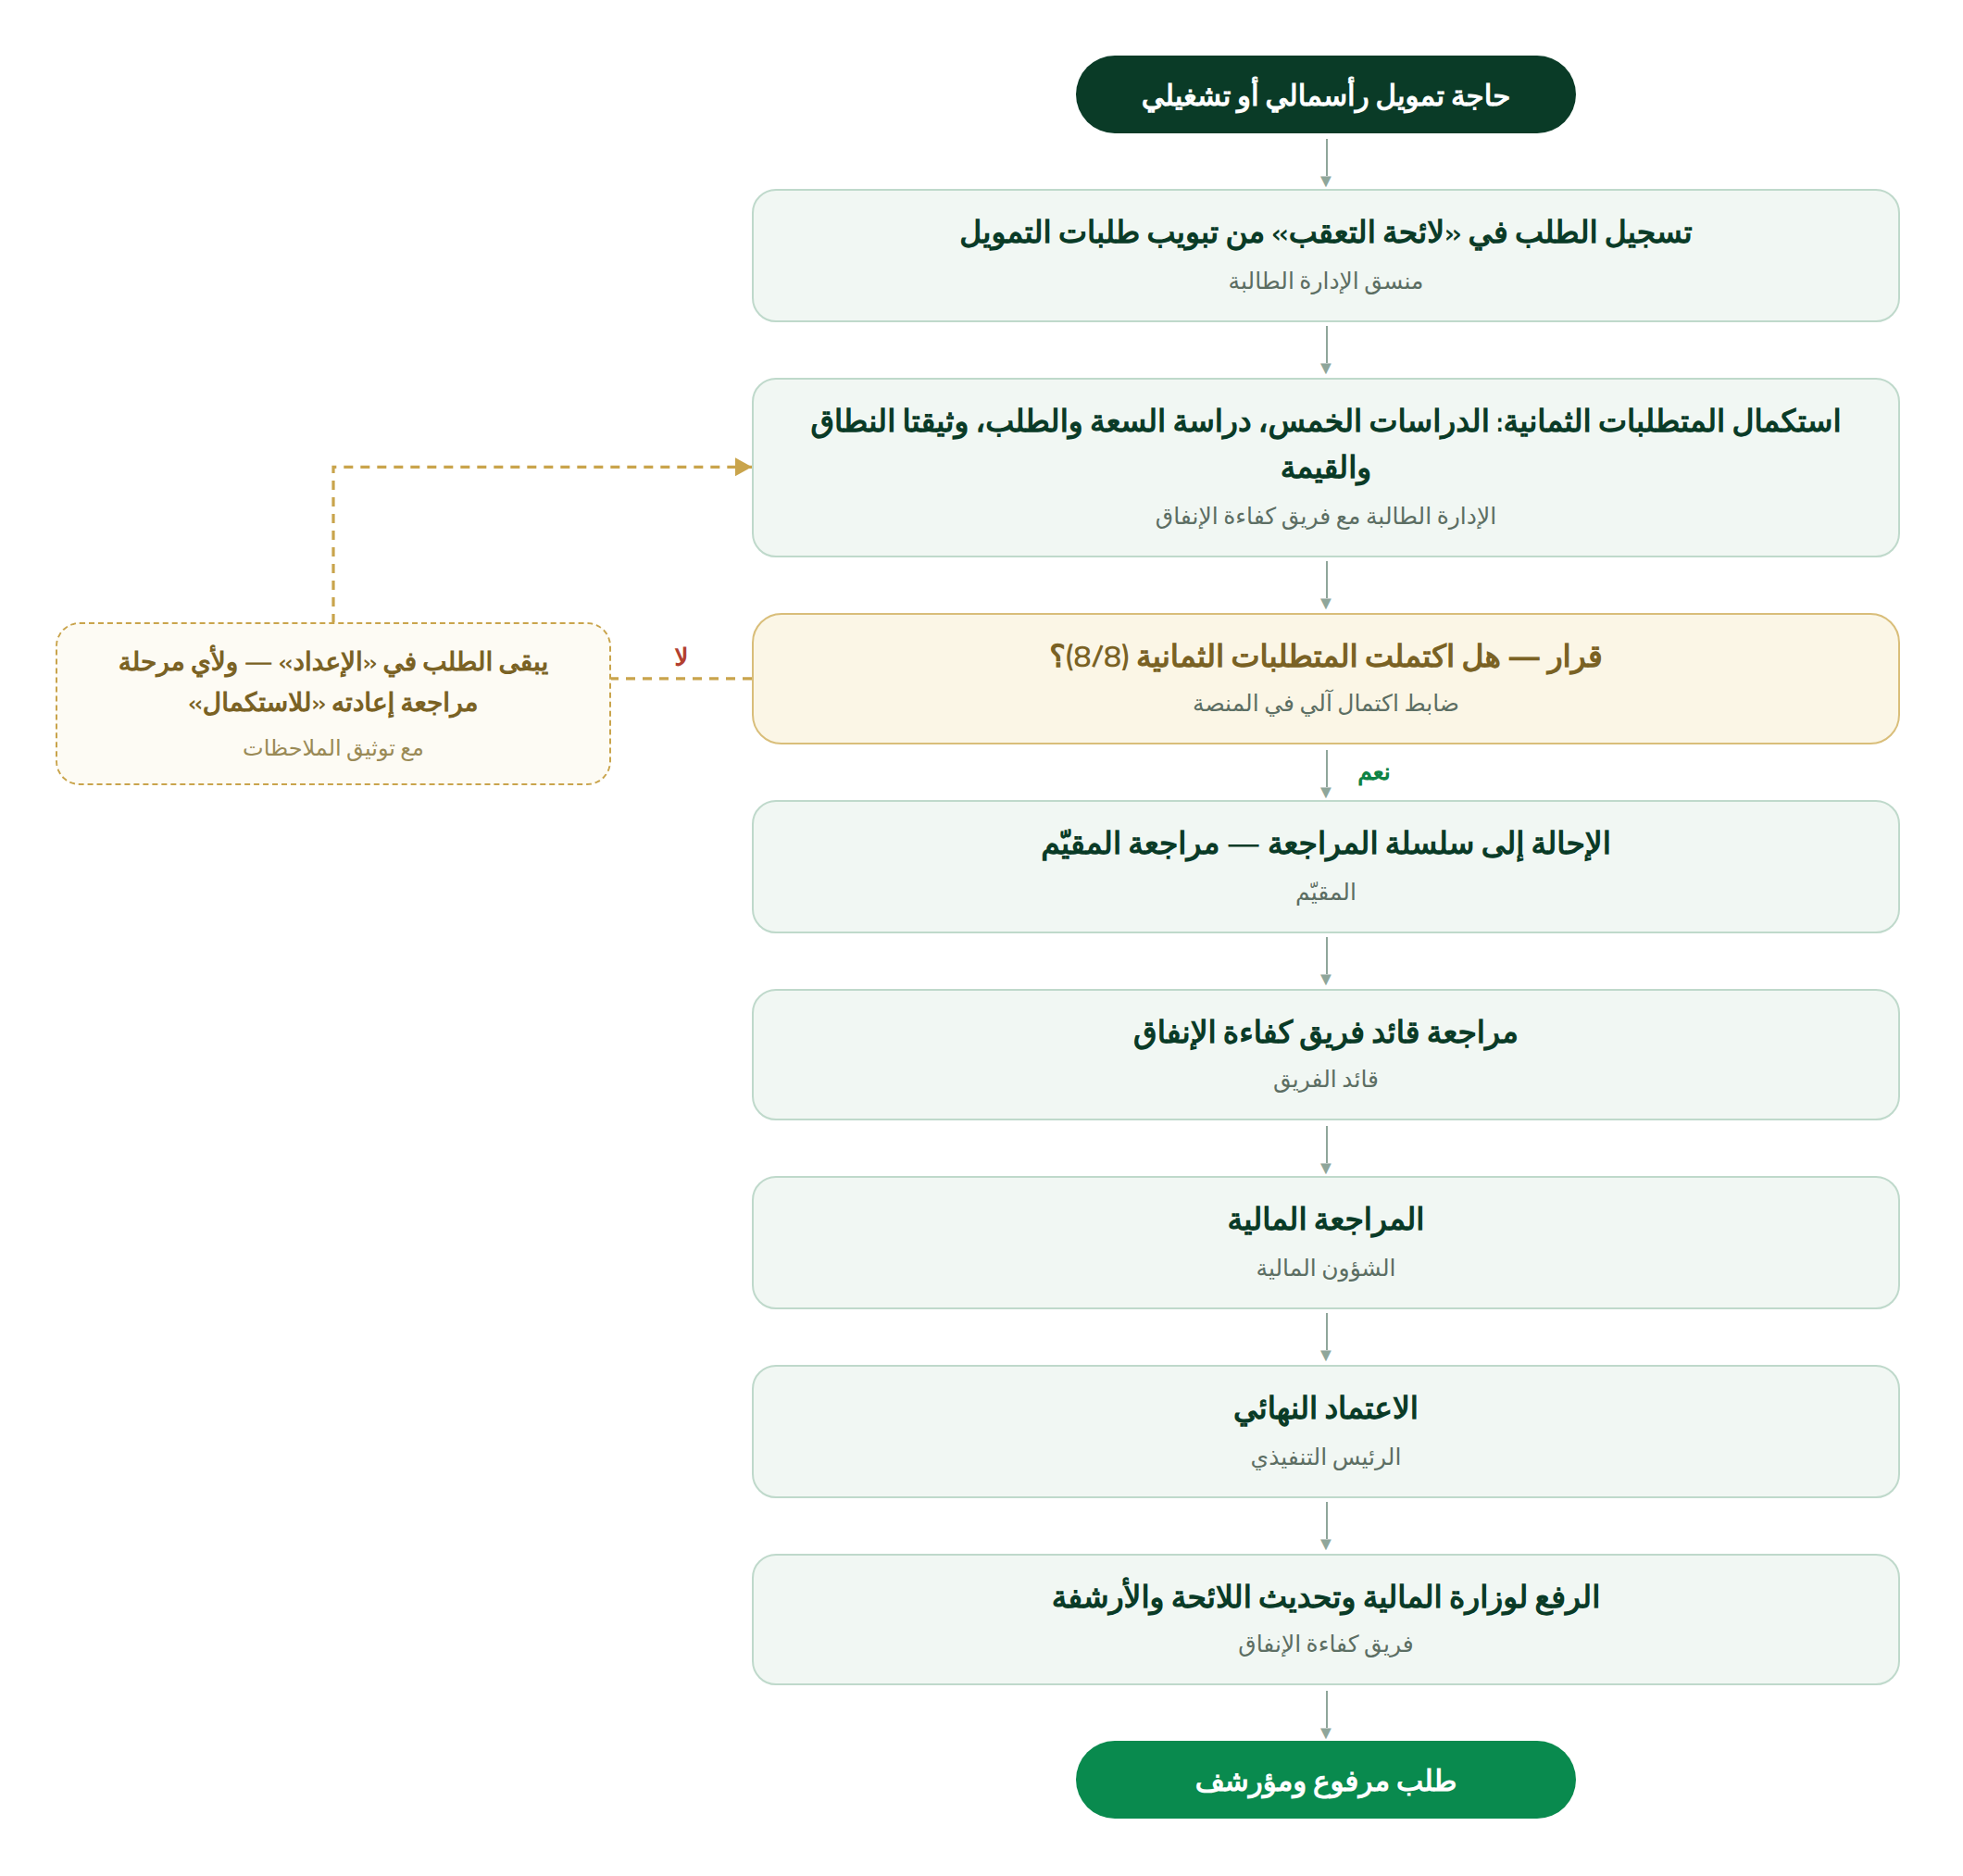 حاجة تمويل رأسمالي أو تشغيلي
تسجيل الطلب في «لائحة التعقب» من تبويب طلبات التمويل
منسق الإدارة الطالبة
استكمال المتطلبات الثمانية: الدراسات الخمس، دراسة السعة والطلب، وثيقتا النطاق
والقيمة
الإدارة الطالبة مع فريق كفاءة الإنفاق
قرار — هل اكتملت المتطلبات الثمانية (8/8)؟
ضابط اكتمال آلي في المنصة
لا
يبقى الطلب في «الإعداد» — ولأي مرحلة
مراجعة إعادته «للاستكمال»
مع توثيق الملاحظات
نعم
الإحالة إلى سلسلة المراجعة — مراجعة المقيّم
المقيّم
مراجعة قائد فريق كفاءة الإنفاق
قائد الفريق
المراجعة المالية
الشؤون المالية
الاعتماد النهائي
الرئيس التنفيذي
الرفع لوزارة المالية وتحديث اللائحة والأرشفة
فريق كفاءة الإنفاق
طلب مرفوع ومؤرشف